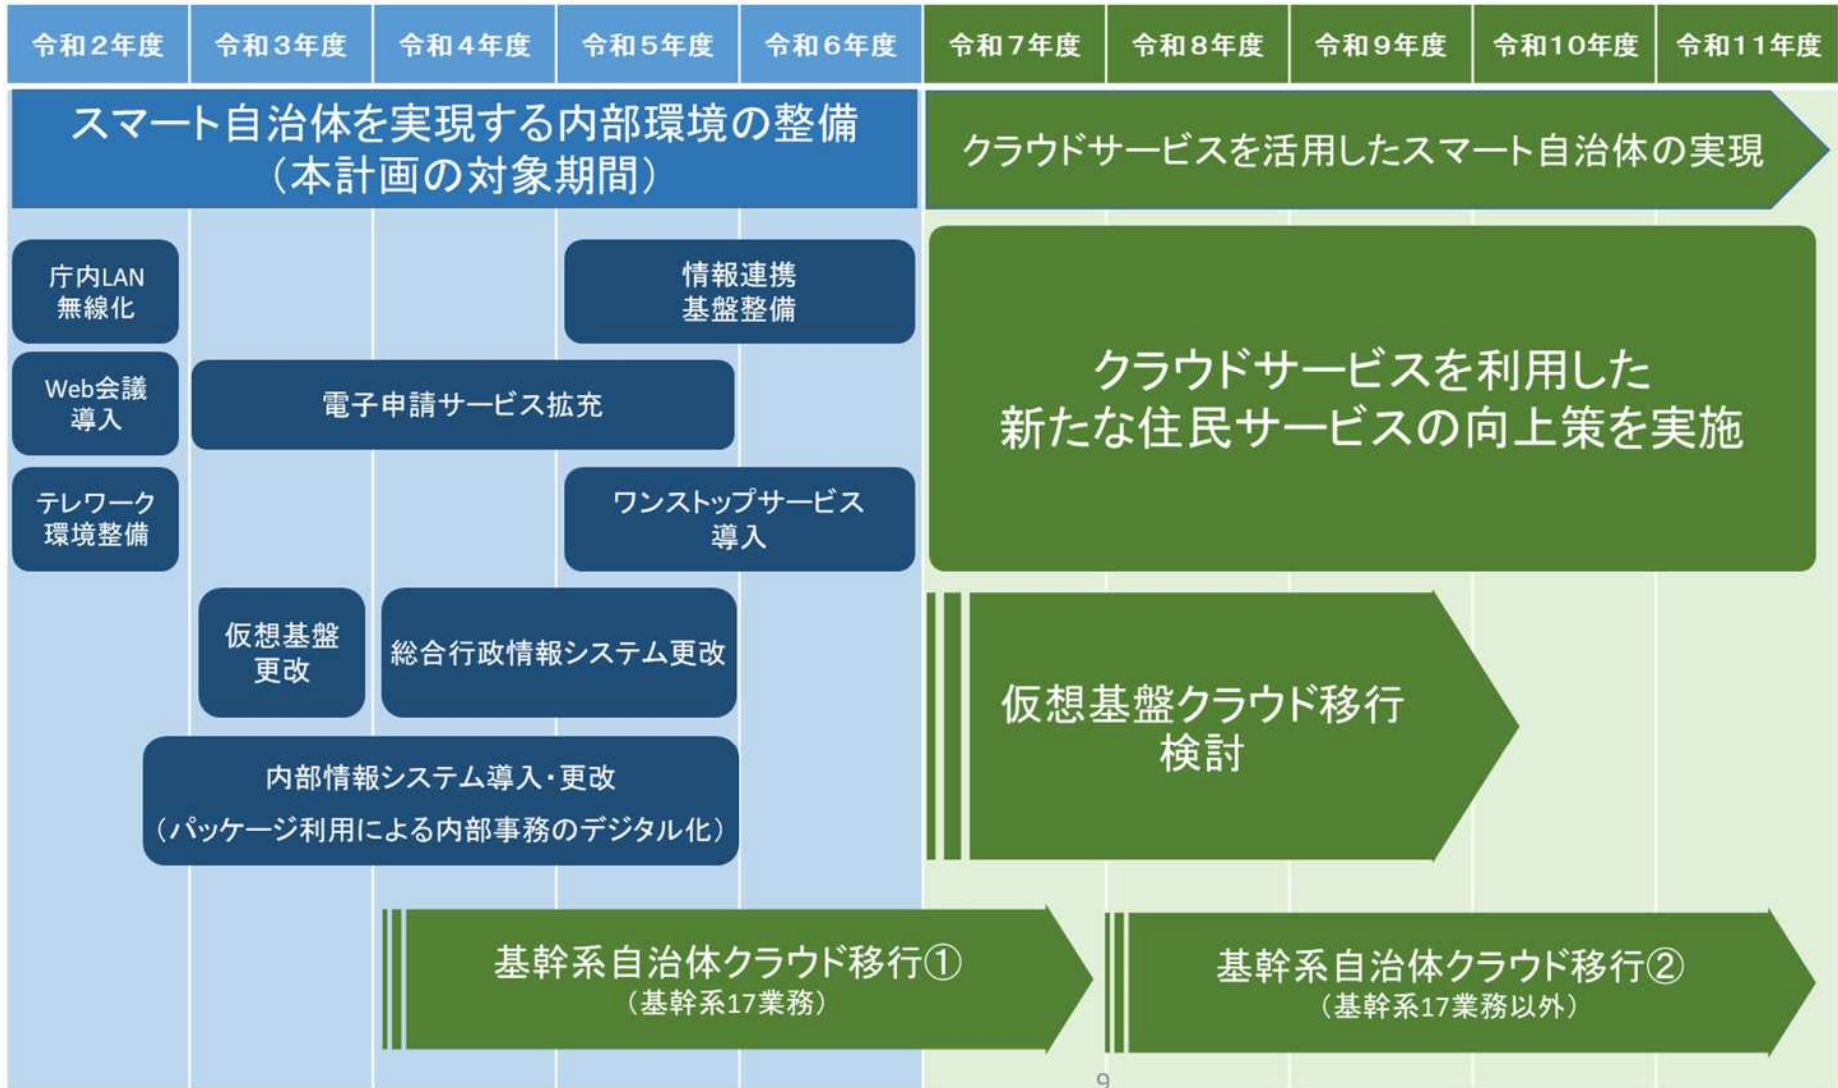 令和2年度
令和3年度
令和4年度
令和5年度
令和6年度
令和7年度
令和8年度
令和9年度
令和10年度
令和11年度
スマート自治体を実現する内部環境の整備
（本計画の対象期間）
クラウドサービスを活用したスマート自治体の実現
庁内LAN
無線化
情報連携
基盤整備
Web会議
導入
電子申請サービス拡充
テレワーク
環境整備
ワンストップサービス
導入
クラウドサービスを利用した
新たな住民サービスの向上策を実施
仮想基盤
更改
総合行政情報システム更改
仮想基盤クラウド移行
検討
内部情報システム導入・更改
（パッケージ利用による内部事務のデジタル化）
基幹系自治体クラウド移行①
（基幹系17業務）
基幹系自治体クラウド移行②
（基幹系17業務以外）
9